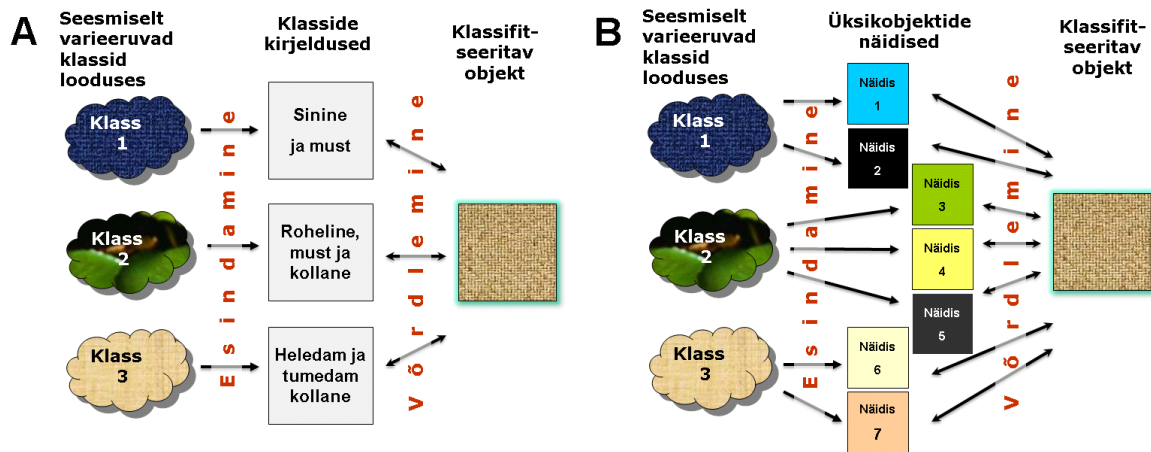 A
Seesmiselt
varieeruvad
klassid
looduses
Klasside
kirjeldused
Klassifit-
seeritav
objekt
Klass
1
Klass
2
Klass
3
Esindamine
Sinine
ja must
Roheline,
must ja
kollane
Heledam ja
tumedam
kollane
Võrdlemine
B
Seesmiselt
varieeruvad
klassid
looduses
Üksikobjektide
näidised
Klassifit-
seeritav
objekt
Klass
1
Klass
2
Klass
3
Esindamine
Näidis
1
Näidis
2
Näidis
3
Näidis
4
Näidis
5
Näidis
6
Näidis
7
Võrdlemine